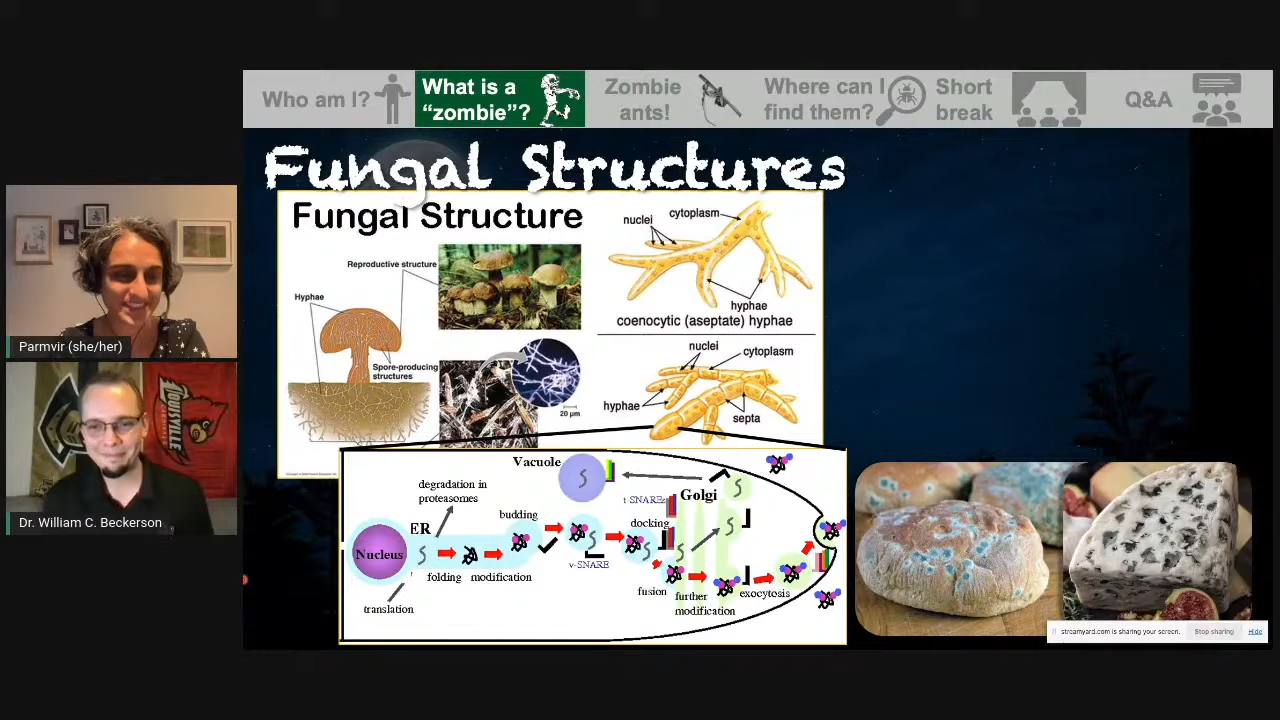 Who am I?
What is a
"zombie"?
Zombie
ants!
Where can I
find them?
Short
break
Q&A
Fungal Structures
Fungal Structure
Reproductive structure
Hyphae
Spore-producing
structures
20 µm
nuclei
cytoplasm
hyphae
coenocytic (aseptate) hyphae
nuclei
cytoplasm
hyphae
septa
Vacuole
degradation in
proteasomes
t SNAREs
Golgi
budding
docking
ER
Nucleus
v-SNARE
folding
modification
fusion
further
modification
exocytosis
translation
Parmvir (she/her)
LOUISVILLE
Dr. William C. Beckerson
streamyard.com is sharing your screen.
Stop sharing
Hide